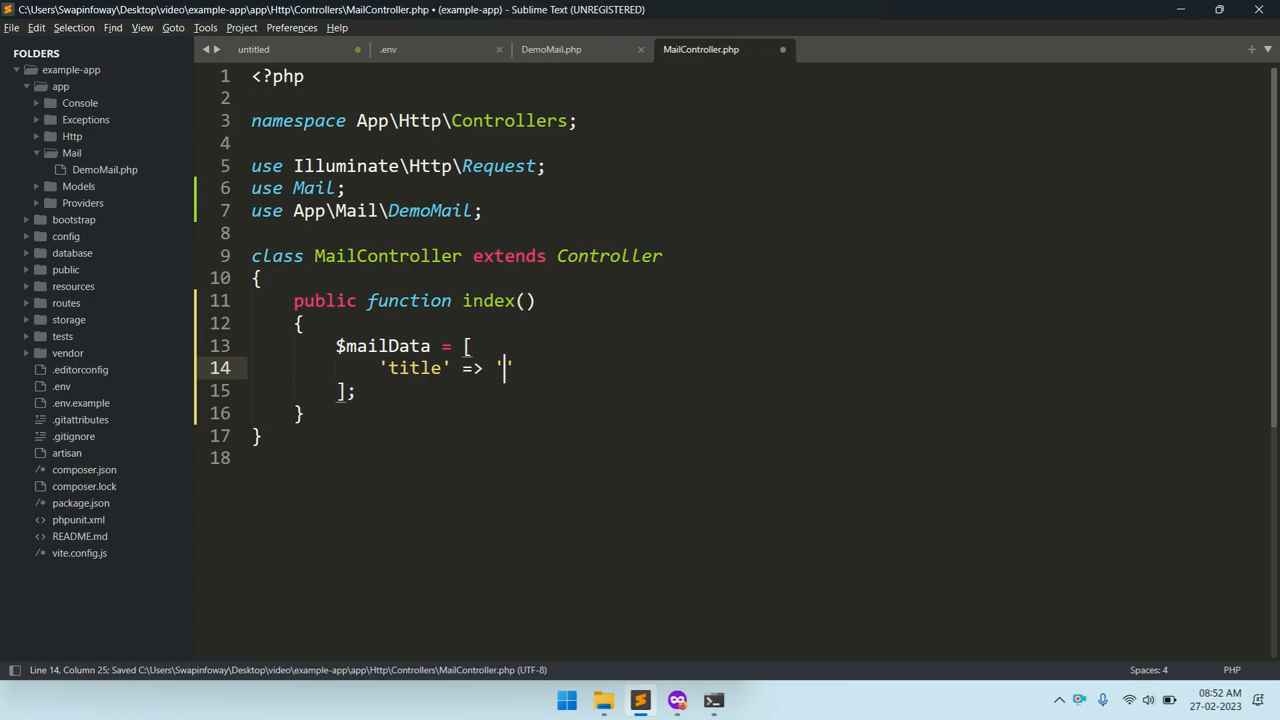 C:\Users\Swapinfoway\Desktop\video\example-app\app\Http\Controllers\MailController.php • (example-app) - Sublime Text (UNREGISTERED)
File Edit Selection Find View Goto Tools Project Preferences Help
FOLDERS
example-app
app
Console
Exceptions
Http
Mail
DemoMail.php
Models
Providers
bootstrap
config
database
public
resources
routes
storage
tests
vendor
.editorconfig
.env
.env.example
.gitattributes
.gitignore
artisan
composer.json
composer.lock
package.json
phpunit.xml
README.md
vite.config.js
untitled .env DemoMail.php MailController.php
1 <?php
2
3 namespace App\Http\Controllers;
4
5 use Illuminate\Http\Request;
6 use Mail;
7 use App\Mail\DemoMail;
8
9 class MailController extends Controller
10 {
11     public function index()
12     {
13         $mailData = [
14             'title' => ''
15         ];
16     }
17 }
18
Line 14, Column 25; Saved C:\Users\Swapinfoway\Desktop\video\example-app\app\Http\Controllers\MailController.php (UTF-8) Spaces: 4 PHP
08:52 AM
27-02-2023